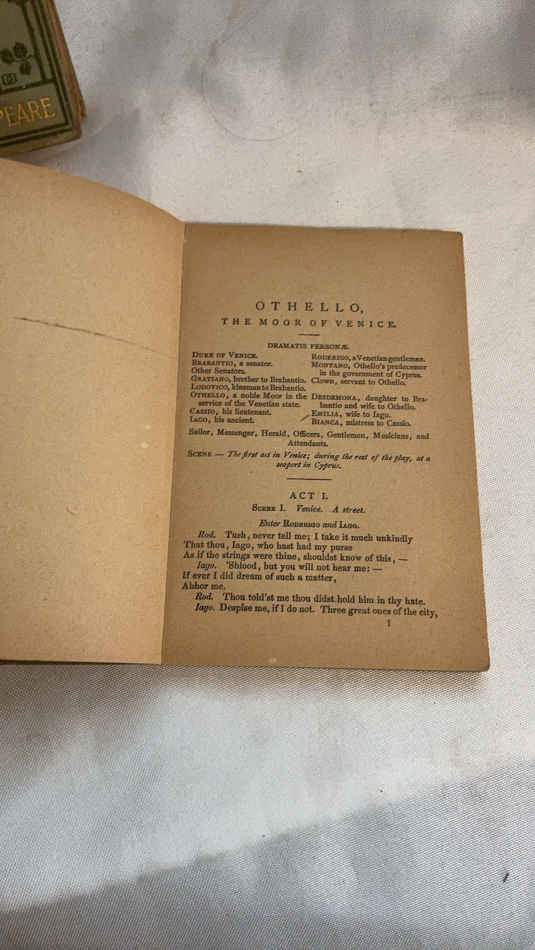 PEARE
OTHELLO,
THE MOOR OF VENICE.
DRAMATIS PERSONÆ.
DUKE OF VENICE.
BRABANTIO, a senator.
Other Senators.
GRATIANO, brother to Brabantio.
LODOVICO, kinsman to Brabantio.
OTHELLO, a noble Moor in the
service of the Venetian state.
CASSIO, his lieutenant.
IAGO, his ancient.
RODERIGO, a Venetian gentleman.
MONTANO, Othello's predecessor
in the government of Cyprus.
CLOWN, servant to Othello.
DESDEMONA, daughter to Bra-
bantio and wife to Othello.
EMILIA, wife to Iago.
BIANCA, mistress to Cassio.
Sailor, Messenger, Herald, Officers, Gentlemen, Musicians, and
Attendants.
SCENE — The first act in Venice; during the rest of the play, at a
seaport in Cyprus.
ACT I.
SCENE I. Venice. A street.
Enter RODERIGO and IAGO.
Rod. Tush, never tell me; I take it much unkindly
That thou, Iago, who hast had my purse
As if the strings were thine, shouldst know of this, —
Iago. 'Sblood, but you will not hear me: —
If ever I did dream of such a matter,
Abhor me.
Rod. Thou told'st me thou didst hold him in thy hate.
Iago. Despise me, if I do not. Three great ones of the city,
1